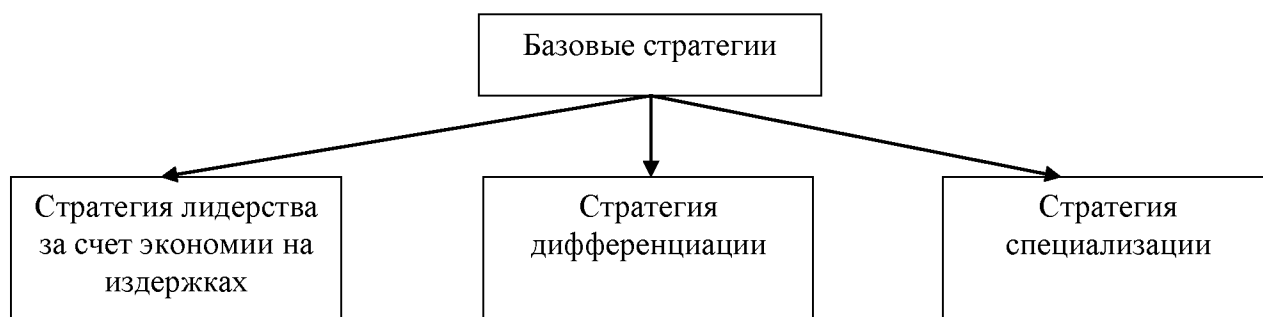 Базовые стратегии
Стратегия лидерства
за счет экономии на
издержках
Стратегия
дифференциации
Стратегия
специализации